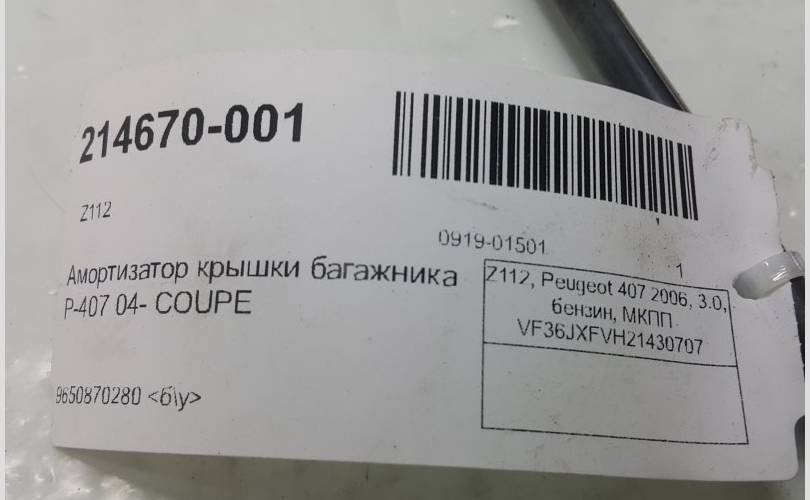 214670-001
Z112
0919-01501
1
Амортизатор крышки багажника
P-407 04- COUPE
Z112, Peugeot 407 2006, 3.0,
бензин, МКПП
VF36JXFVH21430707
9650870280 <б\у>